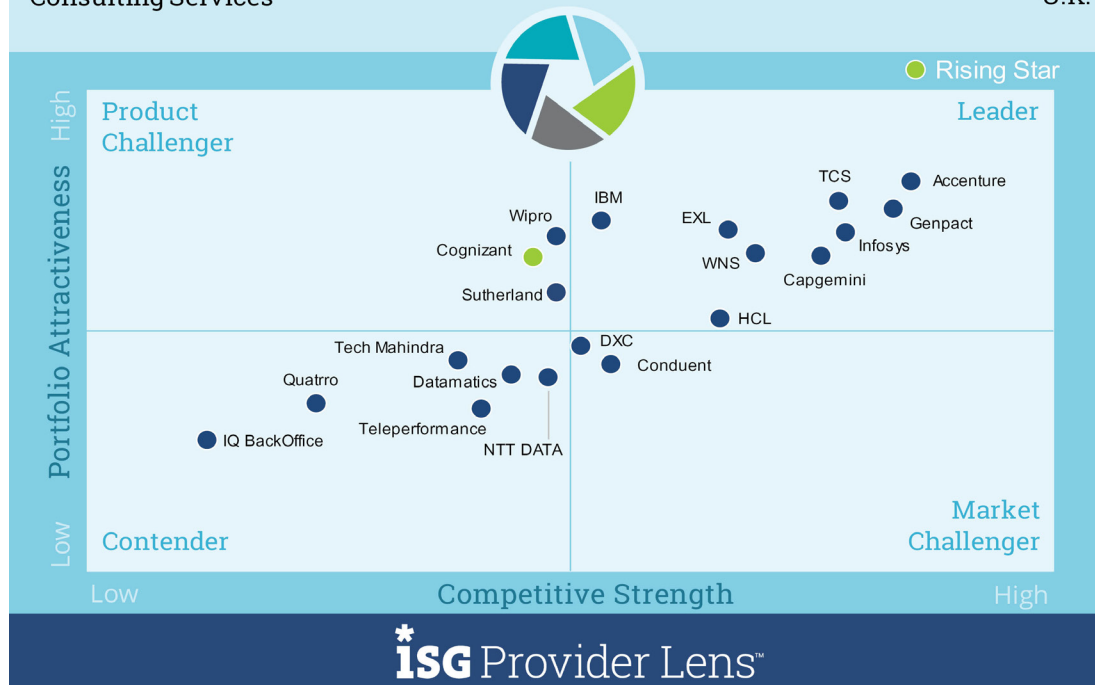 Consulting Services
U.K.
Rising Star
High
Product
Challenger
Leader
Portfolio Attractiveness
TCS
Accenture
IBM
Wipro
EXL
Genpact
Cognizant
Infosys
WNS
Capgemini
Sutherland
HCL
DXC
Tech Mahindra
Conduent
Quatrro
Datamatics
Teleperformance
IQ BackOffice
NTT DATA
Market
Challenger
Contender
Low
Low
Competitive Strength
High
*ISG Provider Lens™